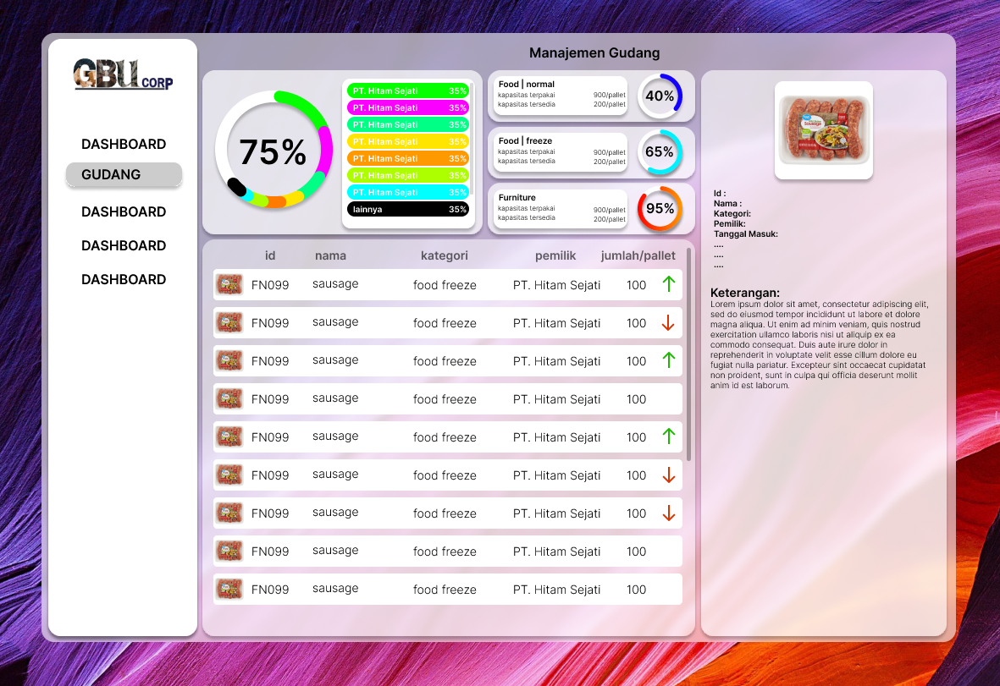 GBU CORP
DASHBOARD
GUDANG
DASHBOARD
DASHBOARD
DASHBOARD
Manajemen Gudang
75%
PT. Hitam Sejati 35%
PT. Hitam Sejati 35%
PT. Hitam Sejati 35%
PT. Hitam Sejati 35%
PT. Hitam Sejati 35%
PT. Hitam Sejati 35%
PT. Hitam Sejati 35%
lainnya 35%
Food | normal
kapasitas terpakai 900/pallet
kapasitas tersedia 200/pallet
40%
Food | freeze
kapasitas terpakai 900/pallet
kapasitas tersedia 200/pallet
65%
Furniture
kapasitas terpakai 900/pallet
kapasitas tersedia 200/pallet
95%
id nama kategori pemilik jumlah/pallet
FN099 sausage food freeze PT. Hitam Sejati 100
FN099 sausage food freeze PT. Hitam Sejati 100
FN099 sausage food freeze PT. Hitam Sejati 100
FN099 sausage food freeze PT. Hitam Sejati 100
FN099 sausage food freeze PT. Hitam Sejati 100
FN099 sausage food freeze PT. Hitam Sejati 100
FN099 sausage food freeze PT. Hitam Sejati 100
FN099 sausage food freeze PT. Hitam Sejati 100
FN099 sausage food freeze PT. Hitam Sejati 100
Sausage
Id :
Nama :
Kategori:
Pemilik:
Tanggal Masuk:
....
....
....
Keterangan:
Lorem ipsum dolor sit amet, consectetur adipiscing elit,
sed do eiusmod tempor incididunt ut labore et dolore
magna aliqua. Ut enim ad minim veniam, quis nostrud
exercitation ullamco laboris nisi ut aliquip ex ea
commodo consequat. Duis aute irure dolor in
reprehenderit in voluptate velit esse cillum dolore eu
fugiat nulla pariatur. Excepteur sint occaecat cupidatat
non proident, sunt in culpa qui officia deserunt mollit
anim id est laborum.